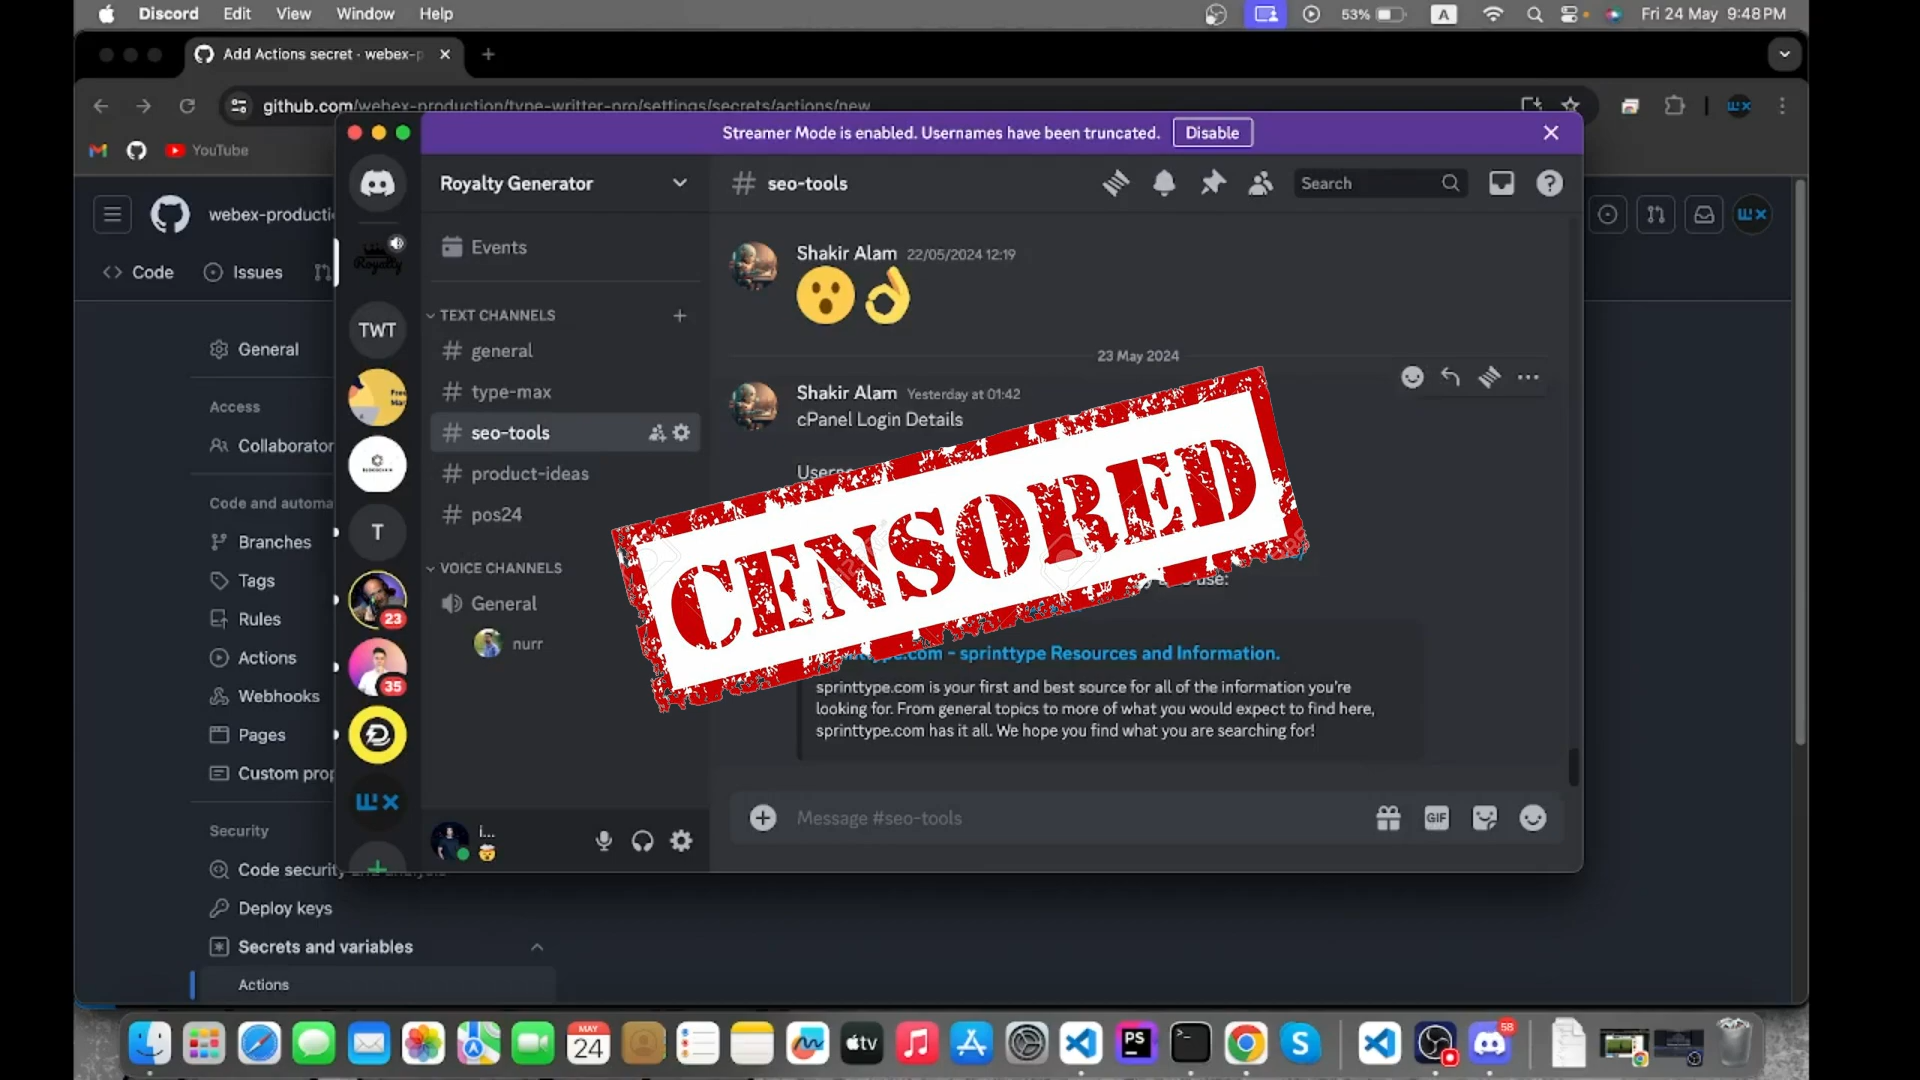 Discord Edit View Window Help
53% A Fri 24 May 9:48 PM
Add Actions secret · webex-p
github.com/webex-production/type-writter-pro/settings/secrets/actions/new
YouTube
Streamer Mode is enabled. Usernames have been truncated. Disable
webex-producti
Code Issues
General
Access
Collaborator
Code and automa
Branches
Tags
Rules
Actions
Webhooks
Pages
Custom prop
Security
Code security and analysis
Deploy keys
Secrets and variables
Actions
Royalty
TWT
T
23
35
Royalty Generator
Events
TEXT CHANNELS
general
type-max
seo-tools
product-ideas
pos24
VOICE CHANNELS
General
nurr
i...
seo-tools
Search
Shakir Alam 22/05/2024 12:19
23 May 2024
Shakir Alam Yesterday at 01:42
cPanel Login Details
CENSORED
use:
.com - sprinttype Resources and Information.
sprinttype.com is your first and best source for all of the information you're
looking for. From general topics to more of what you would expect to find here,
sprinttype.com has it all. We hope you find what you are searching for!
Message #seo-tools
GIF
MAY
24
tv
PS
58